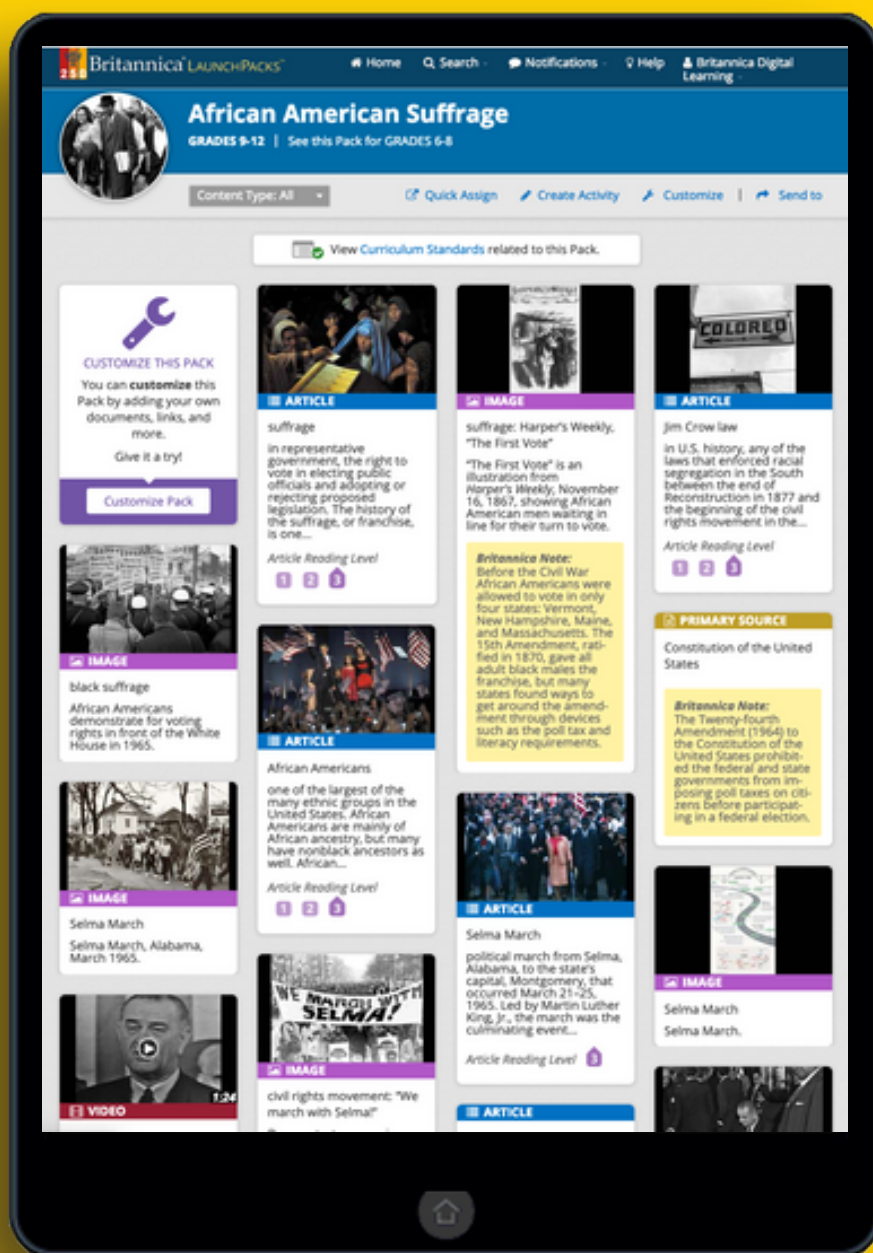 250 Britannica LAUNCHPACKS™
Home
Search
Notifications
Help
Britannica Digital
Learning
African American Suffrage
GRADES 9-12 | See this Pack for GRADES 6-8
Content Type: All
Quick Assign
Create Activity
Customize
|
Send to
View Curriculum Standards related to this Pack.
CUSTOMIZE THIS PACK
You can customize this
Pack by adding your own
documents, links, and
more.
Give it a try!
Customize Pack
IMAGE
black suffrage
African Americans
demonstrate for voting
rights in front of the White
House in 1965.
IMAGE
Selma March
Selma March, Alabama,
March 1965.
1:24
VIDEO
ARTICLE
suffrage
in representative
government, the right to
vote in electing public
officials and adopting or
rejecting proposed
legislation. The history of
the suffrage, or franchise,
is one...
Article Reading Level
1 2 3
ARTICLE
African Americans
one of the largest of the
many ethnic groups in the
United States. African
Americans are mainly of
African ancestry, but many
have nonblack ancestors as
well. African...
Article Reading Level
1 2 3
WE MARCH WITH
SELMA!
IMAGE
civil rights movement: "We
march with Selma!"
IMAGE
suffrage: Harper's Weekly,
"The First Vote"
"The First Vote" is an
illustration from
Harper's Weekly, November
16, 1867, showing African
American men waiting in
line for their turn to vote.
Britannica Note:
Before the Civil War
African Americans were
allowed to vote in only
four states: Vermont,
New Hampshire, Maine,
and Massachusetts. The
15th Amendment, rati-
fied in 1870, gave all
adult black males the
franchise, but many
states found ways to
get around the amend-
ment through devices
such as the poll tax and
literacy requirements.
ARTICLE
Selma March
political march from Selma,
Alabama, to the state's
capital, Montgomery, that
occurred March 21–25,
1965. Led by Martin Luther
King, Jr., the march was the
culminating event...
Article Reading Level 3
ARTICLE
COLORED
ARTICLE
Jim Crow law
in U.S. history, any of the
laws that enforced racial
segregation in the South
between the end of
Reconstruction in 1877 and
the beginning of the civil
rights movement in the...
Article Reading Level
1 2 3
PRIMARY SOURCE
Constitution of the United
States
Britannica Note:
The Twenty-fourth
Amendment (1964) to
the Constitution of the
United States prohibit-
ed the federal and state
governments from im-
posing poll taxes on citi-
zens before participat-
ing in a federal election.
IMAGE
Selma March
Selma March.